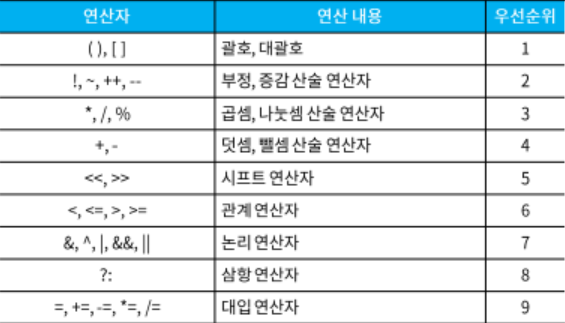 연산자 연산 내용 우선순위
( ), [ ] 괄호, 대괄호 1
!, ~, ++, -- 부정, 증감 산술 연산자 2
*, /, % 곱셈, 나눗셈 산술 연산자 3
+, - 덧셈, 뺄셈 산술 연산자 4
<<, >> 시프트 연산자 5
<, <=, >, >= 관계 연산자 6
&, ^, |, &&, || 논리 연산자 7
?: 삼항 연산자 8
=, +=, -=, *=, /= 대입 연산자 9